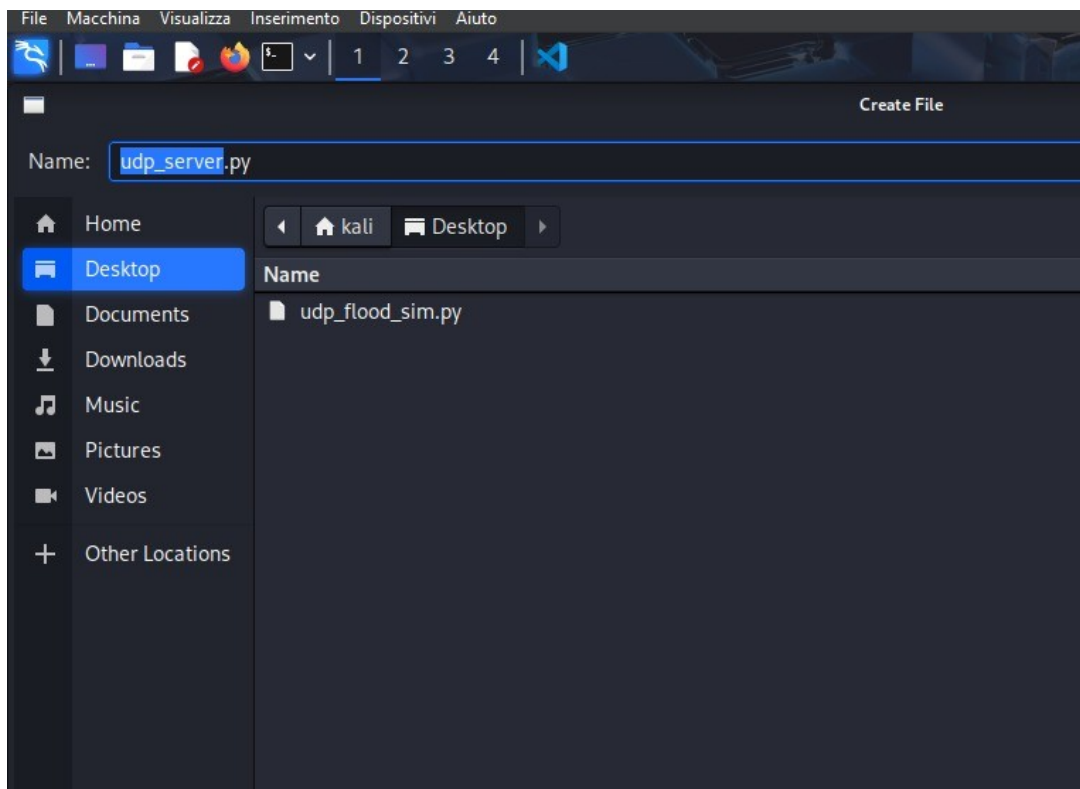 File Macchina Visualizza Inserimento Dispositivi Aiuto
1 2 3 4
Create File
Name: udp_server.py
Home
kali Desktop
Desktop
Name
Documents
udp_flood_sim.py
Downloads
Music
Pictures
Videos
Other Locations